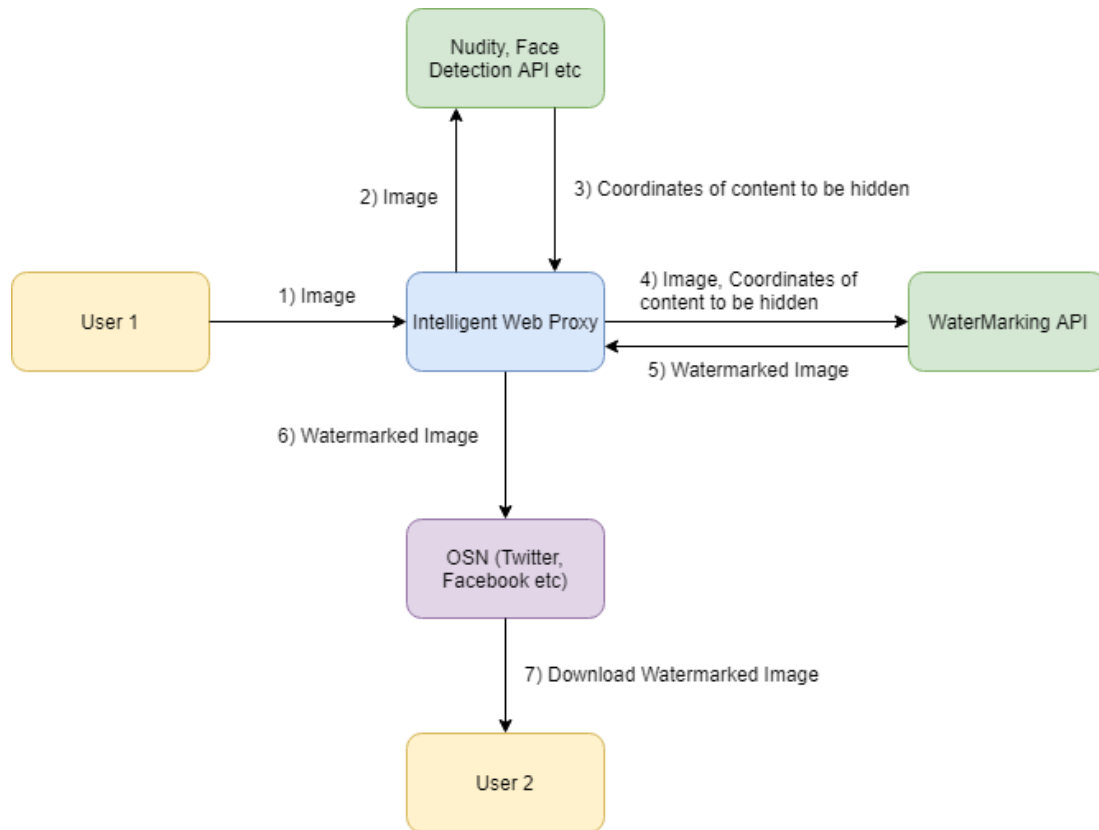 Nudity, Face
Detection API etc
2) Image
3) Coordinates of content to be hidden
User 1
1) Image
Intelligent Web Proxy
4) Image, Coordinates of
content to be hidden
WaterMarking API
5) Watermarked Image
6) Watermarked Image
OSN (Twitter,
Facebook etc)
7) Download Watermarked Image
User 2